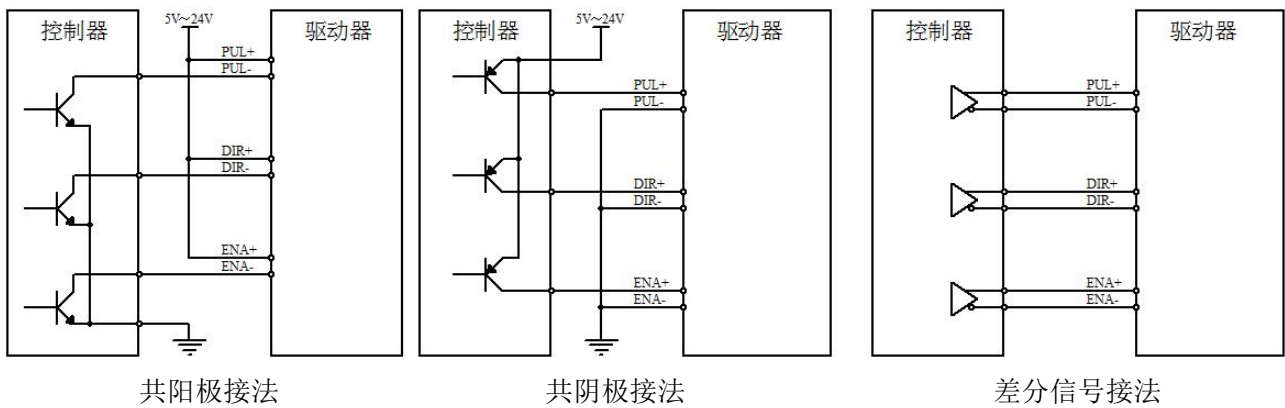 控制器
5V~24V
驱动器
PUL+
PUL-
DIR+
DIR-
ENA+
ENA-
共阳极接法
控制器
5V~24V
驱动器
PUL+
PUL-
DIR+
DIR-
ENA+
ENA-
共阴极接法
控制器
驱动器
PUL+
PUL-
DIR+
DIR-
ENA+
ENA-
差分信号接法